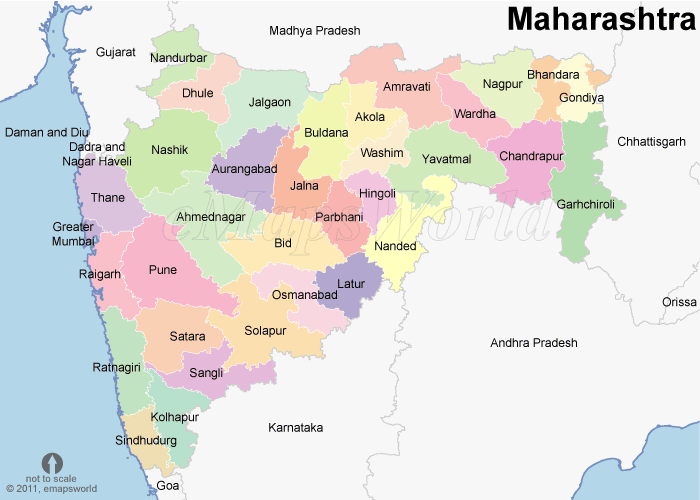 Maharashtra
Madhya Pradesh
Gujarat
Nandurbar
Dhule
Jalgaon
Amravati
Nagpur
Bhandara
Gondiya
Akola
Buldana
Wardha
Daman and Diu
Dadra and
Nagar Haveli
Nashik
Aurangabad
Washim
Yavatmal
Chandrapur
Chhattisgarh
Thane
Jalna
Hingoli
Garhchiroli
Ahmednagar
Parbhani
eMapsWorld
Greater
Mumbai
Bid
Nanded
Raigarh
Pune
Osmanabad
Latur
Orissa
Satara
Solapur
Andhra Pradesh
Ratnagiri
Sangli
Kolhapur
Karnataka
Sindhudurg
not to scale
© 2011, emapsworld
Goa